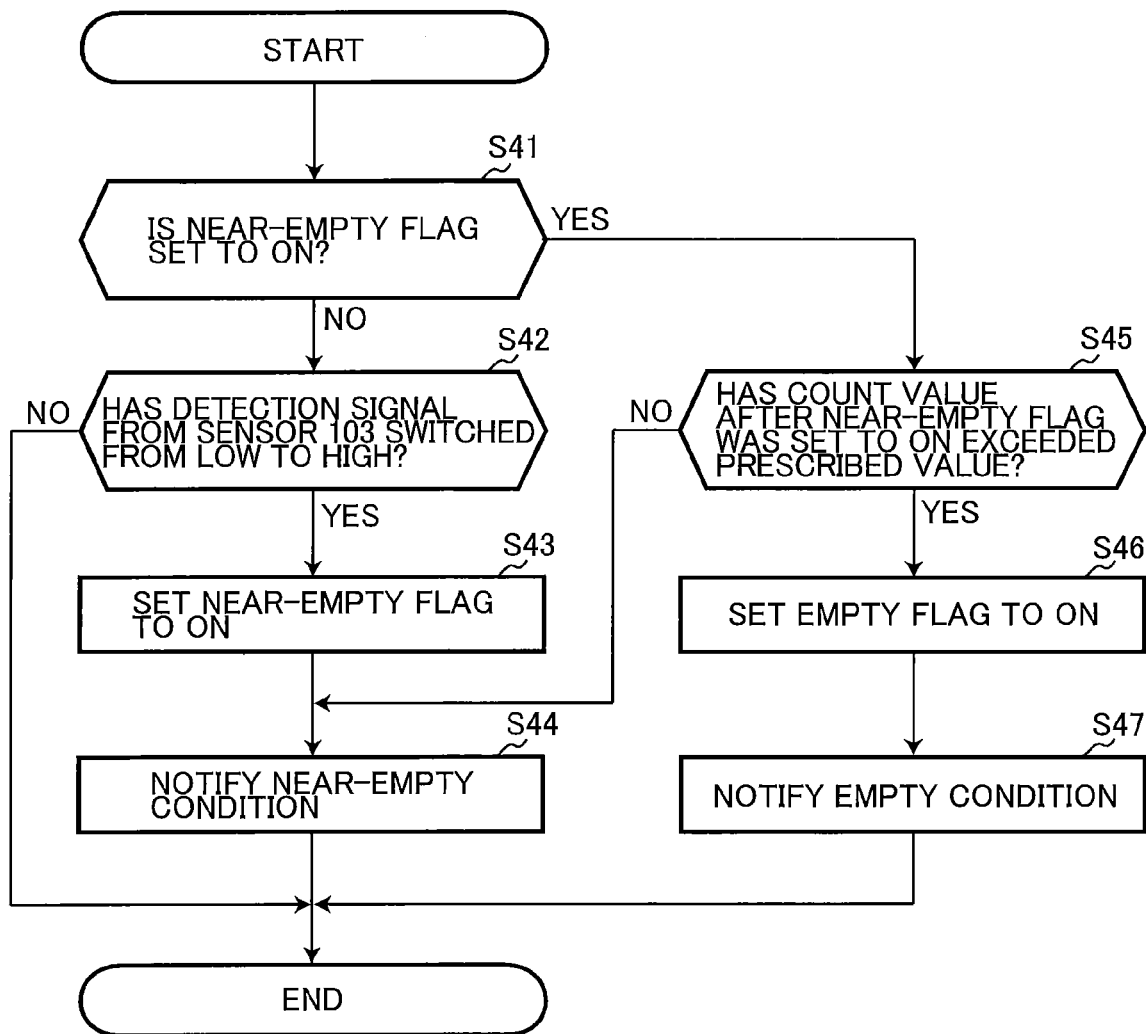 START
S41
IS NEAR-EMPTY FLAG
SET TO ON?
YES
NO
S42
HAS DETECTION SIGNAL
FROM SENSOR 103 SWITCHED
FROM LOW TO HIGH?
NO
YES
S43
SET NEAR-EMPTY FLAG
TO ON
S44
NOTIFY NEAR-EMPTY
CONDITION
S45
HAS COUNT VALUE
AFTER NEAR-EMPTY FLAG
WAS SET TO ON EXCEEDED
PRESCRIBED VALUE?
NO
YES
S46
SET EMPTY FLAG TO ON
S47
NOTIFY EMPTY CONDITION
END